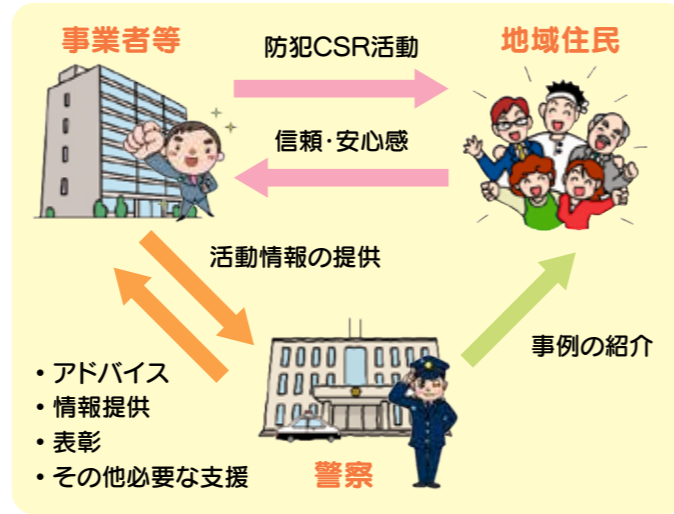 事業者等
防犯CSR活動
地域住民
信頼・安心感
活動情報の提供
事例の紹介
・アドバイス
・情報提供
・表彰
・その他必要な支援
警察